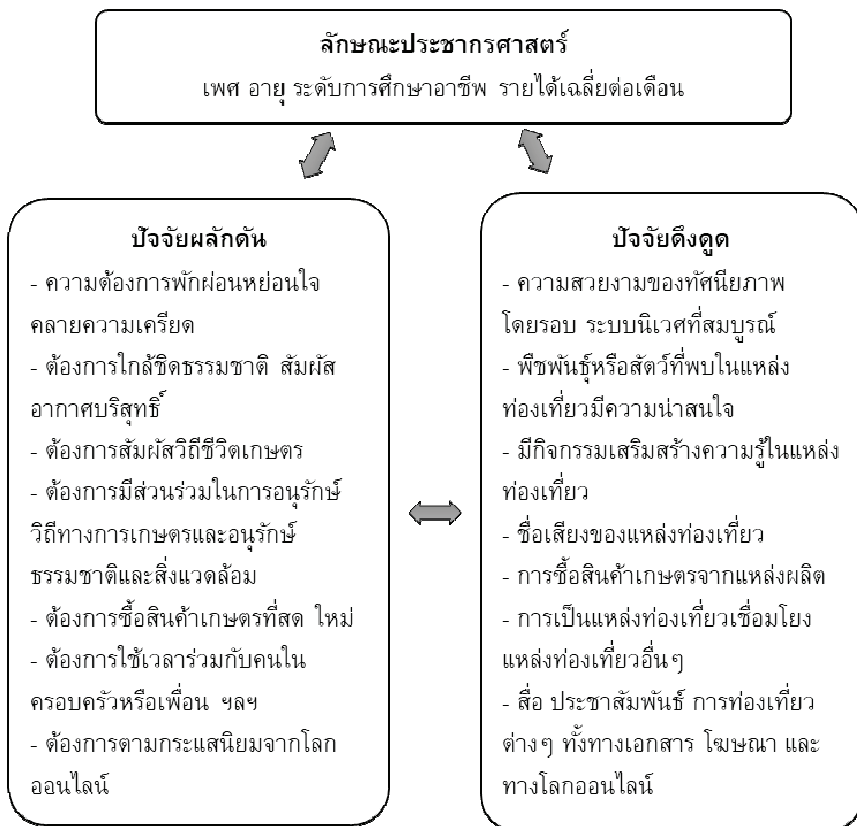 ลักษณะประชากรศาสตร์
เพศ อายุ ระดับการศึกษาอาชีพ รายได้เฉลี่ยต่อเดือน
ปัจจัยผลักดัน
- ความต้องการพักผ่อนหย่อนใจ
คลายความเครียด
- ต้องการใกล้ชิดธรรมชาติ สัมผัส
อากาศบริสุทธิ์
- ต้องการสัมผัสวิถีชีวิตเกษตร
- ต้องการมีส่วนร่วมในการอนุรักษ์
วิถีทางการเกษตรและอนุรักษ์
ธรรมชาติและสิ่งแวดล้อม
- ต้องการซื้อสินค้าเกษตรที่สด ใหม่
- ต้องการใช้เวลาร่วมกับคนใน
ครอบครัวหรือเพื่อน ฯลฯ
- ต้องการตามกระแสนิยมจากโลก
ออนไลน์
ปัจจัยดึงดูด
- ความสวยงามของทัศนียภาพ
โดยรอบ ระบบนิเวศที่สมบูรณ์
- พืชพันธุ์หรือสัตว์ที่พบในแหล่ง
ท่องเที่ยวมีความน่าสนใจ
- มีกิจกรรมเสริมสร้างความรู้ในแหล่ง
ท่องเที่ยว
- ชื่อเสียงของแหล่งท่องเที่ยว
- การซื้อสินค้าเกษตรจากแหล่งผลิต
- การเป็นแหล่งท่องเที่ยวเชื่อมโยง
แหล่งท่องเที่ยวอื่นๆ
- สื่อ ประชาสัมพันธ์ การท่องเที่ยว
ต่างๆ ทั้งทางเอกสาร โฆษณา และ
ทางโลกออนไลน์